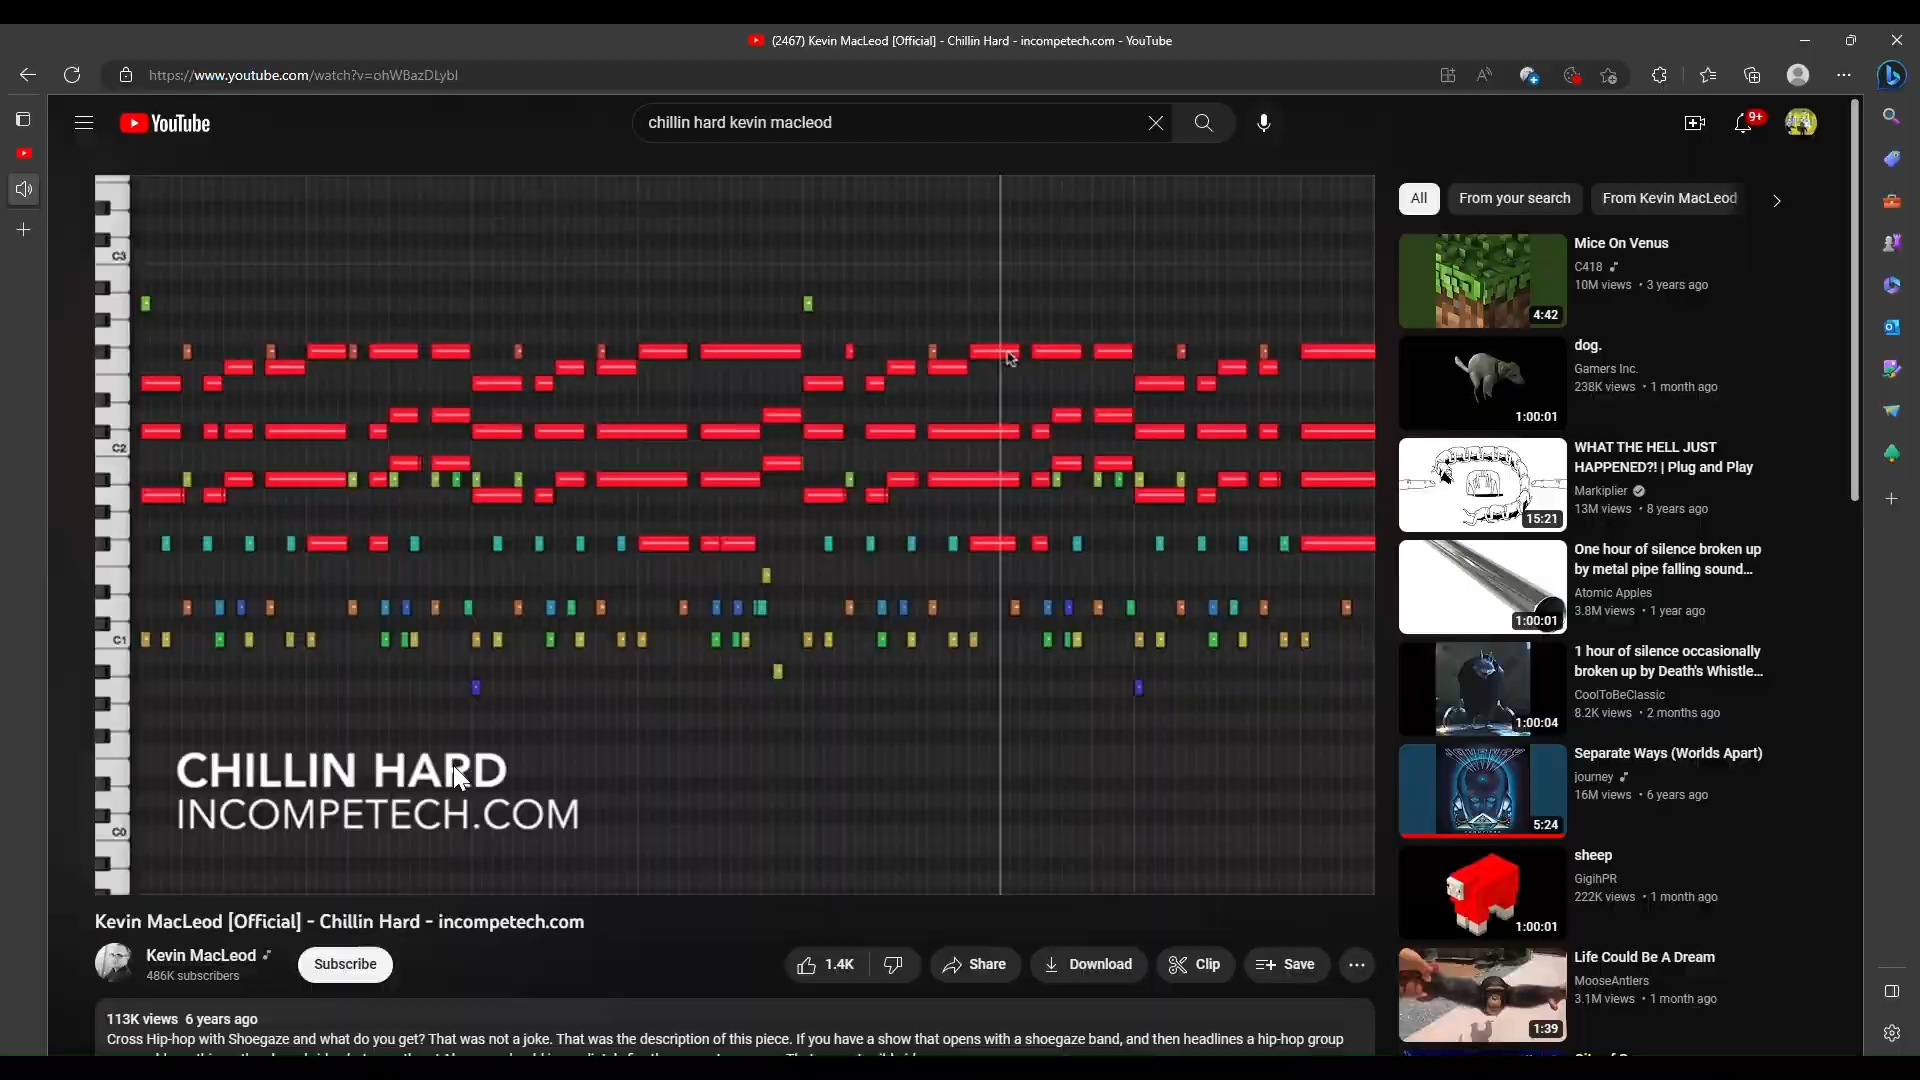 (2467) Kevin MacLeod [Official] - Chillin Hard - incompetech.com - YouTube
https://www.youtube.com/watch?v=ohWBazDLybI
YouTube
chillin hard kevin macleod
9+
C3
C2
C1
C0
CHILLIN HARD
INCOMPETECH.COM
Kevin MacLeod [Official] - Chillin Hard - incompetech.com
Kevin MacLeod
486K subscribers
Subscribe
1.4K
Share
Download
Clip
Save
113K views 6 years ago
Cross Hip-hop with Shoegaze and what do you get? That was not a joke. That was the description of this piece. If you have a show that opens with a shoegaze band, and then headlines a hip-hop group
All
From your search
From Kevin MacLeod
Mice On Venus
C418
10M views • 3 years ago
4:42
dog.
Gamers Inc.
238K views • 1 month ago
1:00:01
WHAT THE HELL JUST
HAPPENED?! | Plug and Play
Markiplier
13M views • 8 years ago
15:21
One hour of silence broken up
by metal pipe falling sound...
Atomic Apples
3.8M views • 1 year ago
1:00:01
1 hour of silence occasionally
broken up by Death's Whistle...
CoolToBeClassic
8.2K views • 2 months ago
1:00:04
Separate Ways (Worlds Apart)
journey
16M views • 6 years ago
5:24
sheep
GigihPR
222K views • 1 month ago
1:00:01
Life Could Be A Dream
MooseAntlers
3.1M views • 1 month ago
1:39